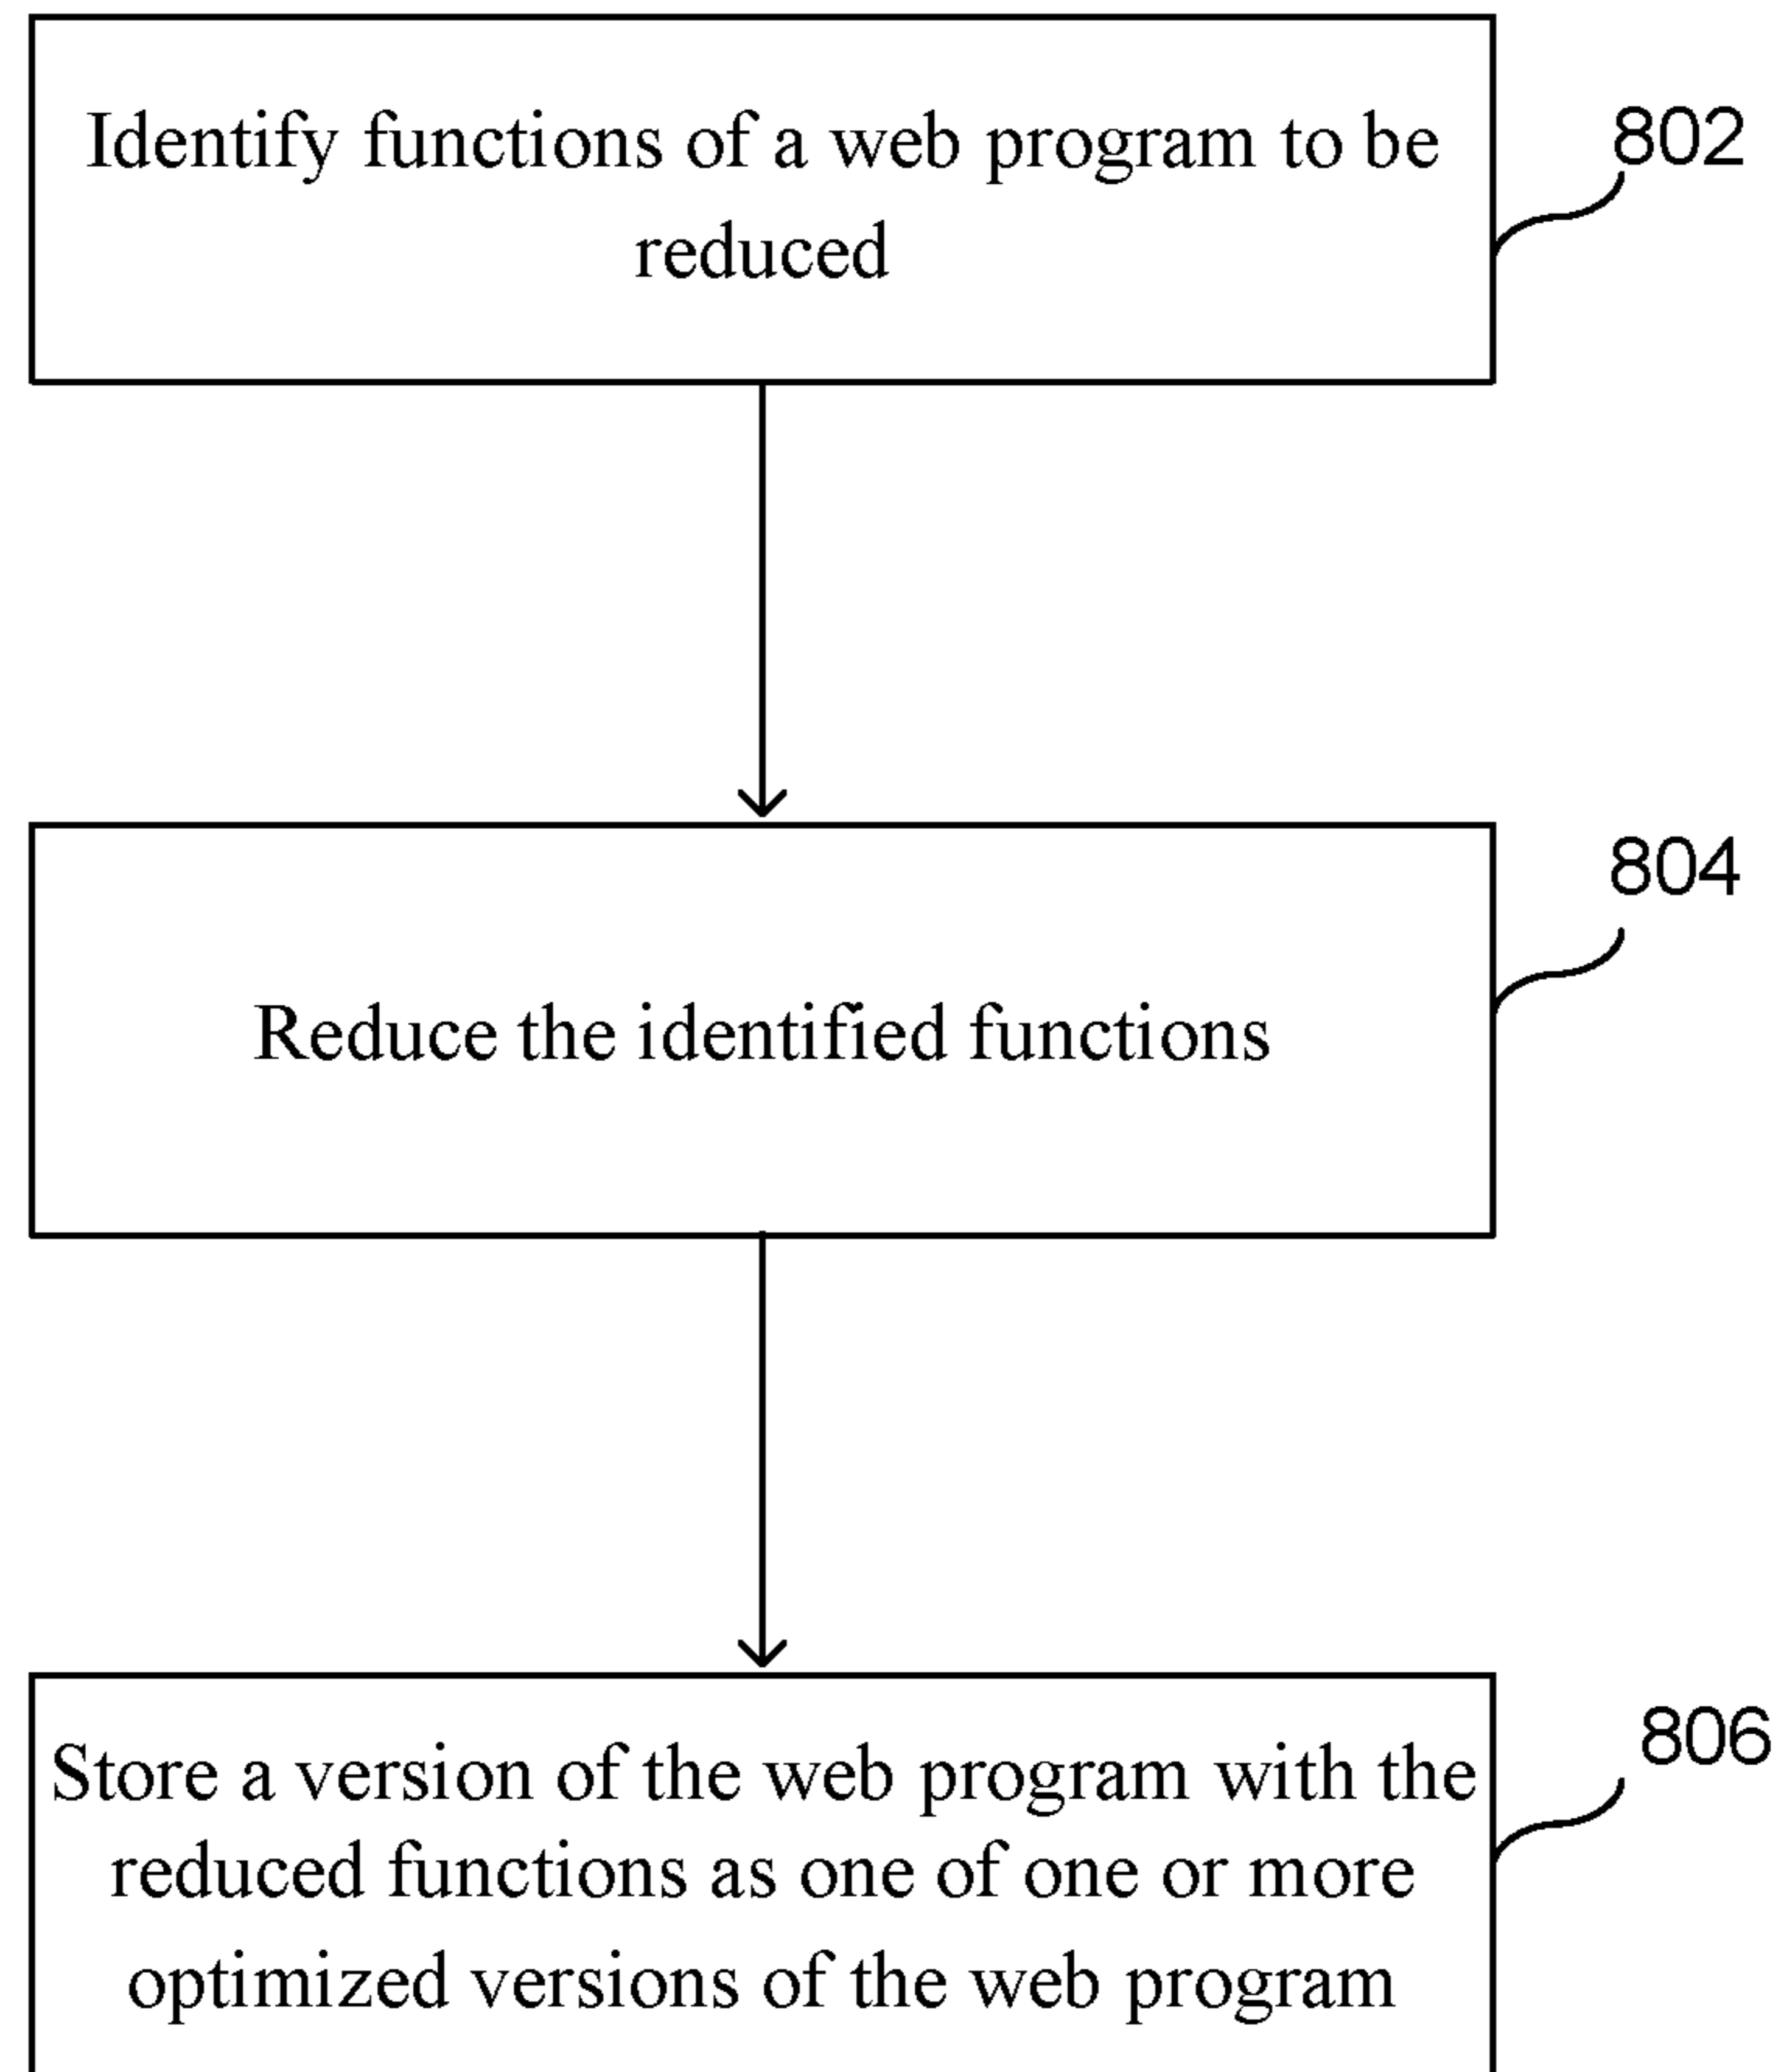 Identify functions of a web program to be
802
reduced
804
Reduce the identified functions
806
Store a version of the web program with the
reduced functions as one of one or more
optimized versions of the web program